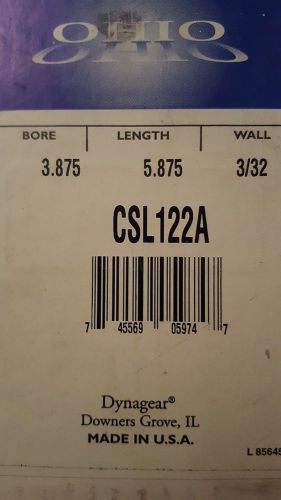 OHIO
BORE LENGTH WALL
3.875 5.875 3/32
CSL122A
7 45569 05974 7
Dynagear®
Downers Grove, IL
MADE IN U.S.A.
L 85645